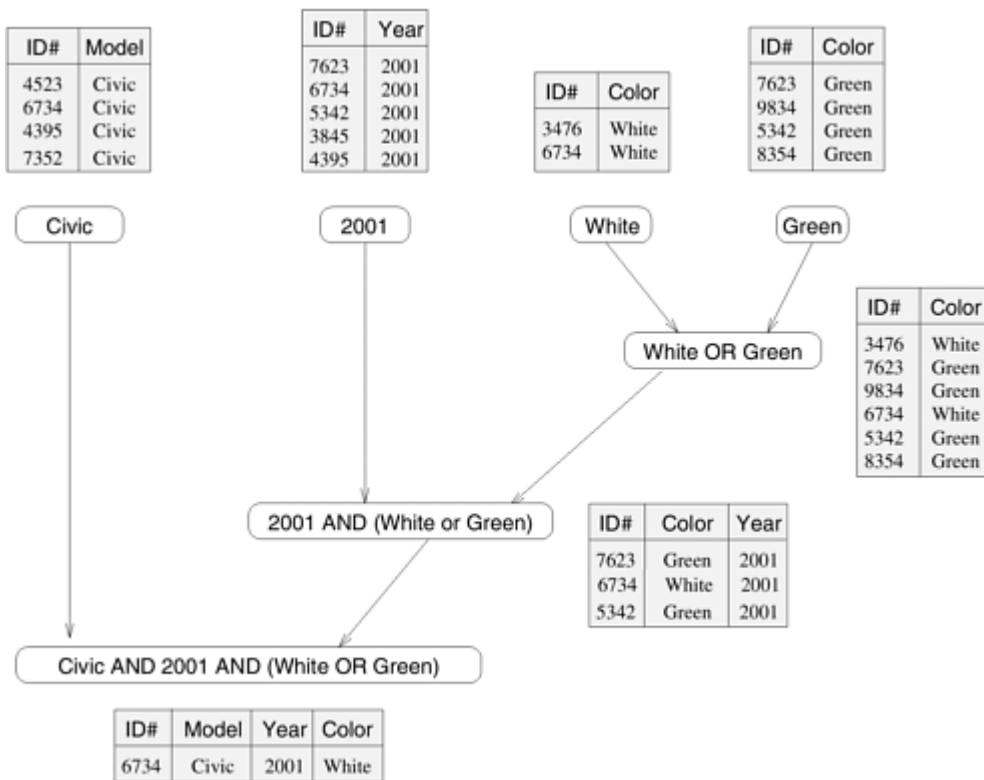 ID# Model
4523 Civic
6734 Civic
4395 Civic
7352 Civic
ID# Year
7623 2001
6734 2001
5342 2001
3845 2001
4395 2001
ID# Color
3476 White
6734 White
ID# Color
7623 Green
9834 Green
5342 Green
8354 Green
Civic
2001
White
Green
White OR Green
ID# Color
3476 White
7623 Green
9834 Green
6734 White
5342 Green
8354 Green
2001 AND (White or Green)
ID# Color Year
7623 Green 2001
6734 White 2001
5342 Green 2001
Civic AND 2001 AND (White OR Green)
ID# Model Year Color
6734 Civic 2001 White